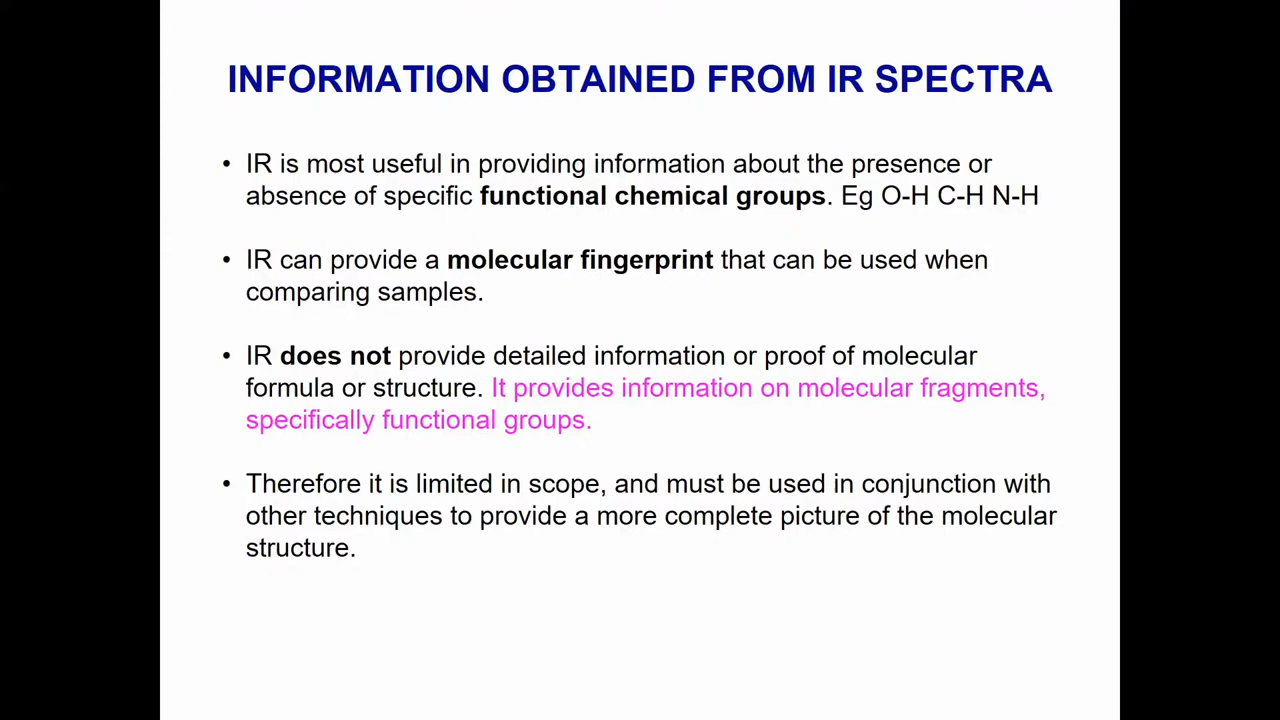 INFORMATION OBTAINED FROM IR SPECTRA
• IR is most useful in providing information about the presence or
absence of specific functional chemical groups. Eg O-H C-H N-H
• IR can provide a molecular fingerprint that can be used when
comparing samples.
• IR does not provide detailed information or proof of molecular
formula or structure. It provides information on molecular fragments,
specifically functional groups.
• Therefore it is limited in scope, and must be used in conjunction with
other techniques to provide a more complete picture of the molecular
structure.